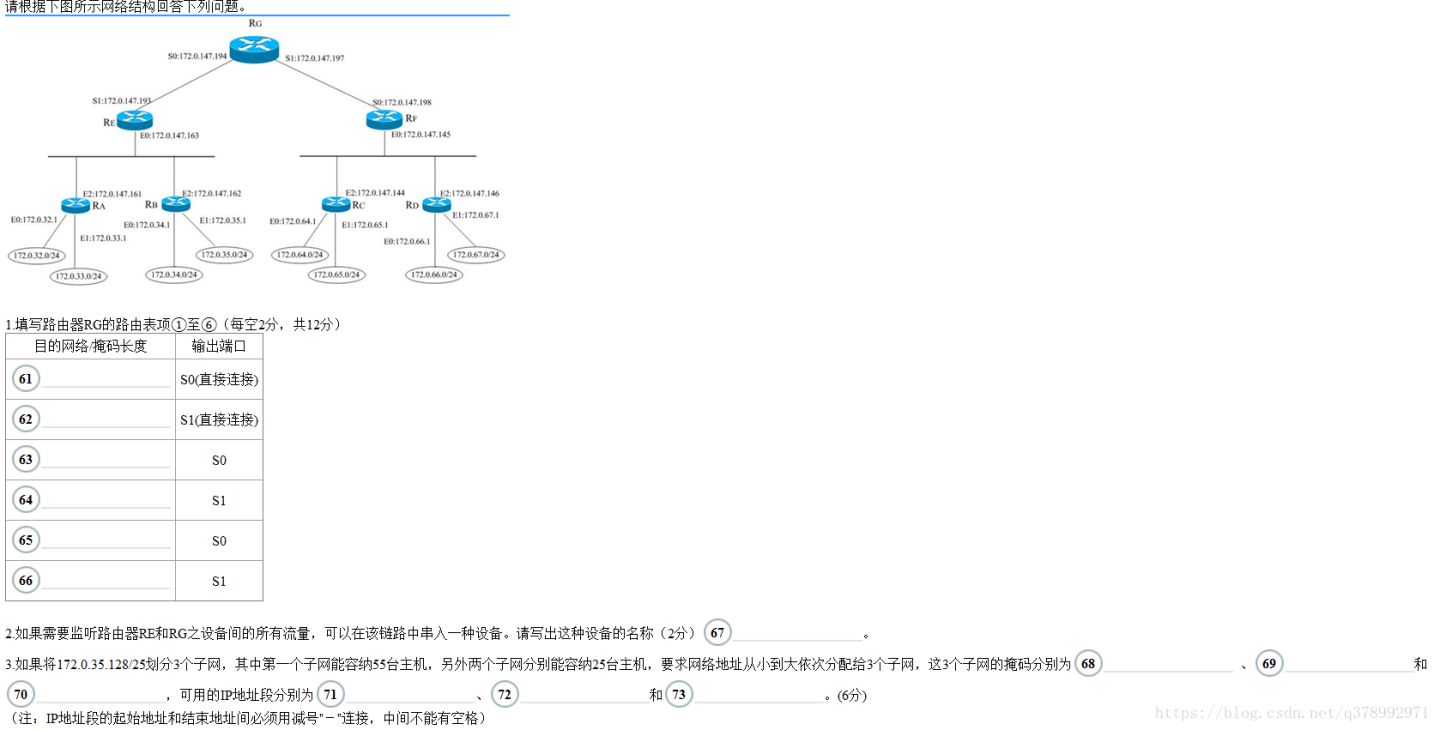 请根据下图所示网络结构回答下列问题。
RG
S0:172.0.147.194
S1:172.0.147.197
S1:172.0.147.193
S0:172.0.147.198
RE
RF
E0:172.0.147.163
E0:172.0.147.145
E2:172.0.147.161
E2:172.0.147.162
E2:172.0.147.144
E2:172.0.147.146
RA
RB
RC
RD
E0:172.0.32.1
E1:172.0.33.1
E0:172.0.34.1
E1:172.0.35.1
E0:172.0.64.1
E1:172.0.65.1
E0:172.0.66.1
E1:172.0.67.1
172.0.32.0/24
172.0.33.0/24
172.0.34.0/24
172.0.35.0/24
172.0.64.0/24
172.0.65.0/24
172.0.66.0/24
172.0.67.0/24
1.填写路由器RG的路由表项①至⑥（每空2分，共12分）
目的网络/掩码长度 输出端口
61 S0(直接连接)
62 S1(直接连接)
63 S0
64 S1
65 S0
66 S1
2.如果需要监听路由器RE和RG之设备间的所有流量，可以在该链路中串入一种设备。请写出这种设备的名称（2分） 67 。
3.如果将172.0.35.128/25划分3个子网，其中第一个子网能容纳55台主机，另外两个子网分别能容纳25台主机，要求网络地址从小到大依次分配给3个子网，这3个子网的掩码分别为 68 、 69 和
70 ，可用的IP地址段分别为 71 、 72 和 73 。(6分)
（注：IP地址段的起始地址和结束地址间必须用减号"－"连接，中间不能有空格）
https://blog.csdn.net/q378992971